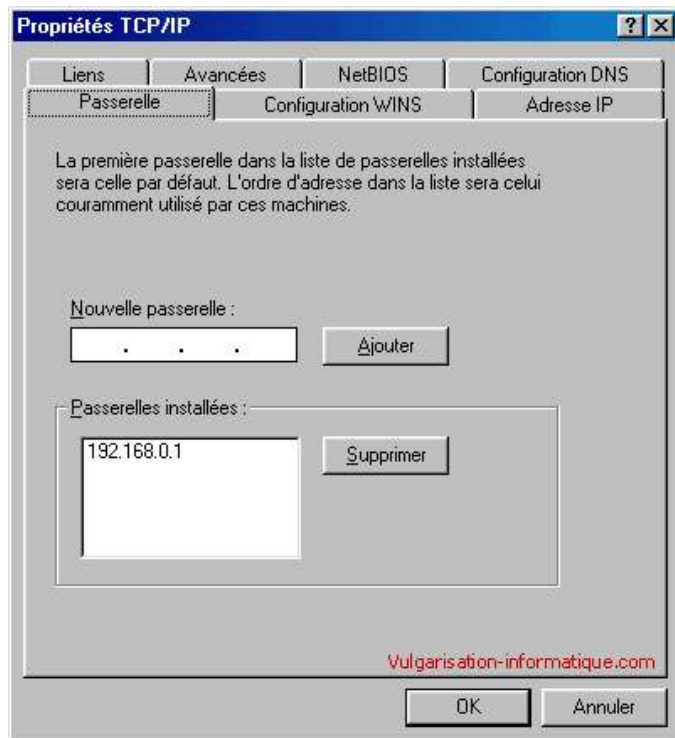 Propriétés TCP/IP
Liens
Avancées
NetBIOS
Configuration DNS
Passerelle
Configuration WINS
Adresse IP
La première passerelle dans la liste de passerelles installées
sera celle par défaut. L'ordre d'adresse dans la liste sera celui
couramment utilisé par ces machines.
Nouvelle passerelle :
. . .
Ajouter
Passerelles installées :
192.168.0.1
Supprimer
Vulgarisation-informatique.com
OK
Annuler